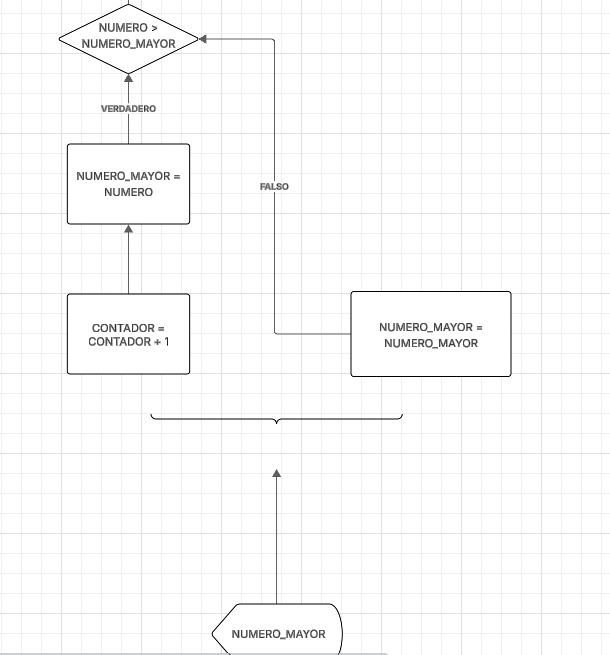 NUMERO >
NUMERO_MAYOR
VERDADERO
NUMERO_MAYOR =
NUMERO
FALSO
CONTADOR =
CONTADOR + 1
NUMERO_MAYOR =
NUMERO_MAYOR
NUMERO_MAYOR